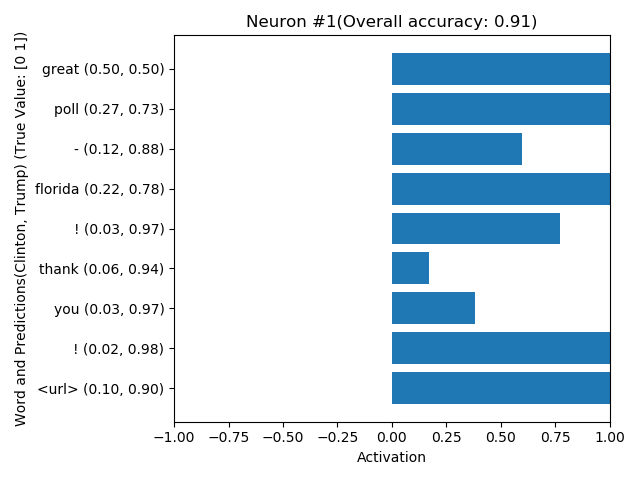 Neuron #1(Overall accuracy: 0.91)
Word and Predictions(Clinton, Trump) (True Value: [0 1])
great (0.50, 0.50)
poll (0.27, 0.73)
- (0.12, 0.88)
florida (0.22, 0.78)
! (0.03, 0.97)
thank (0.06, 0.94)
you (0.03, 0.97)
! (0.02, 0.98)
<url> (0.10, 0.90)
−1.00 −0.75 −0.50 −0.25 0.00 0.25 0.50 0.75 1.00
Activation